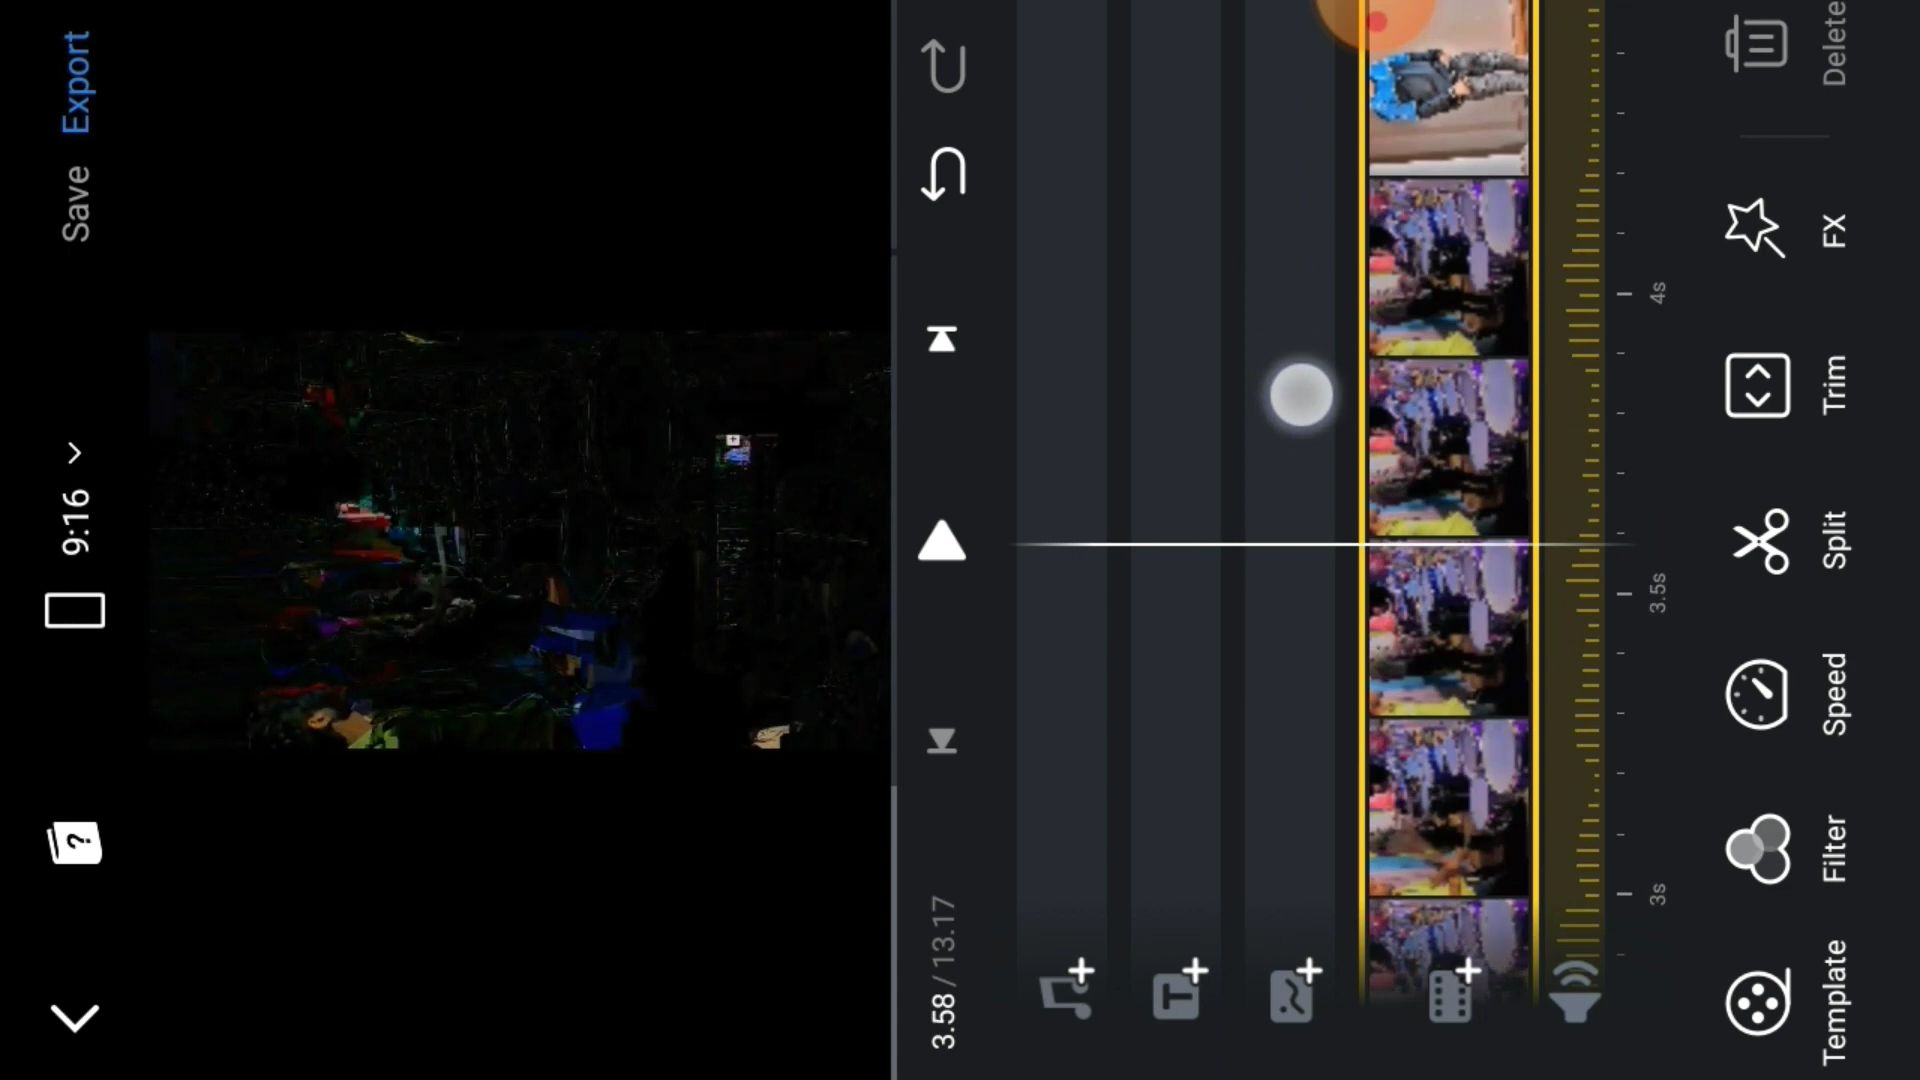 9:16
Save
Export
3.58 / 13.17
3s
3.5s
4s
Template
Filter
Speed
Split
Trim
FX
Delete